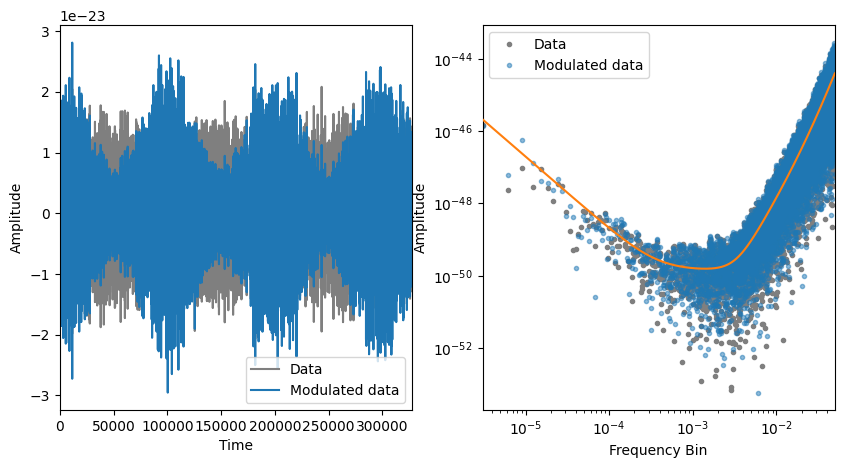 1e−23
3
2
1
0
−1
−2
−3
Amplitude
0 50000 100000 150000 200000 250000 300000
Time
Data
Modulated data
10−44
10−46
10−48
10−50
10−52
Amplitude
10−5 10−4 10−3 10−2
Frequency Bin
Data
Modulated data